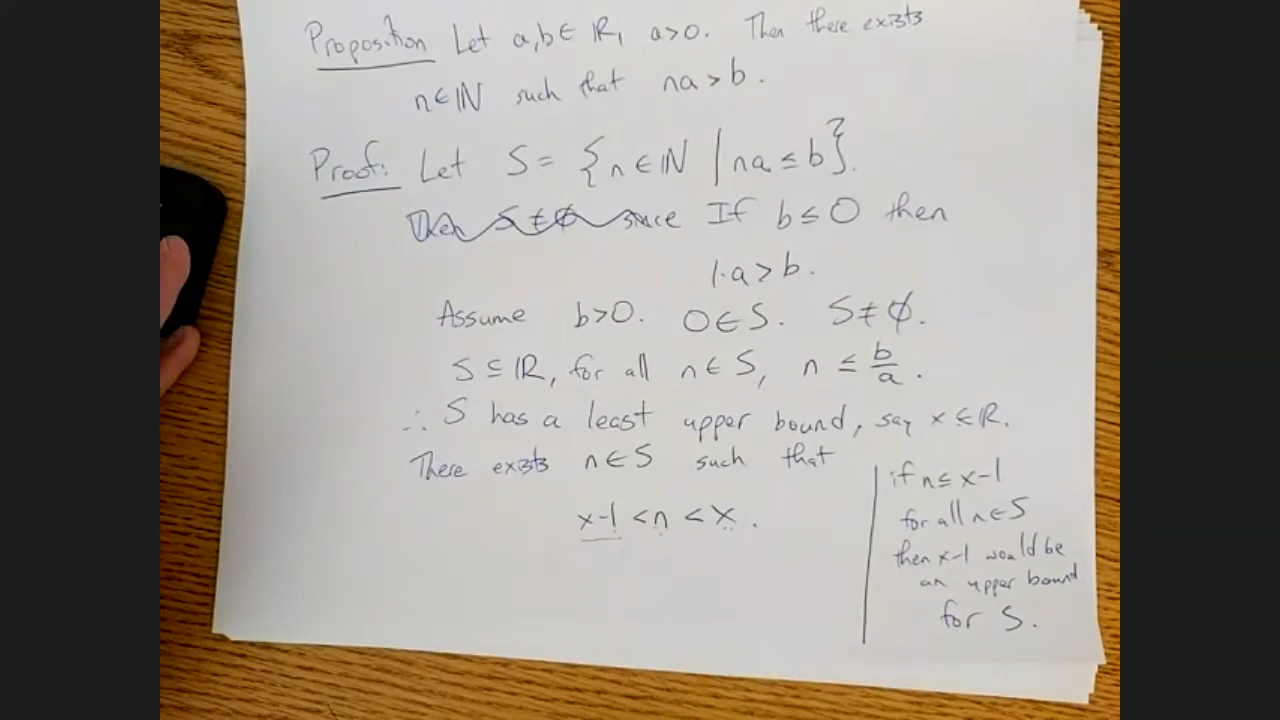 Proposition Let a,b ∈ ℝ, a>0. Then there exists
n ∈ ℕ such that na > b.
Proof: Let S = {n ∈ ℕ | na ≤ b}.
Then S ≠ ∅ since If b ≤ 0 then
1·a > b.
Assume b>0. 0 ∈ S. S ≠ ∅.
S ⊆ ℝ, for all n ∈ S, n ≤ b/a.
∴ S has a least upper bound, say x ∈ ℝ.
There exists n ∈ S such that
x-1 < n < x.
if n ≤ x-1
for all n ∈ S
then x-1 would be
an upper bound
for S.